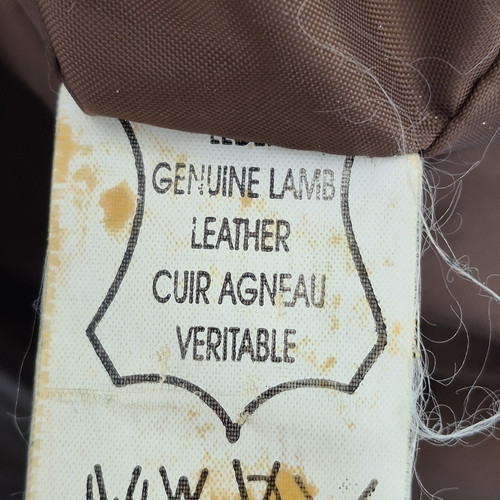 GENUINE LAMB
LEATHER
CUIR AGNEAU
VERITABLE